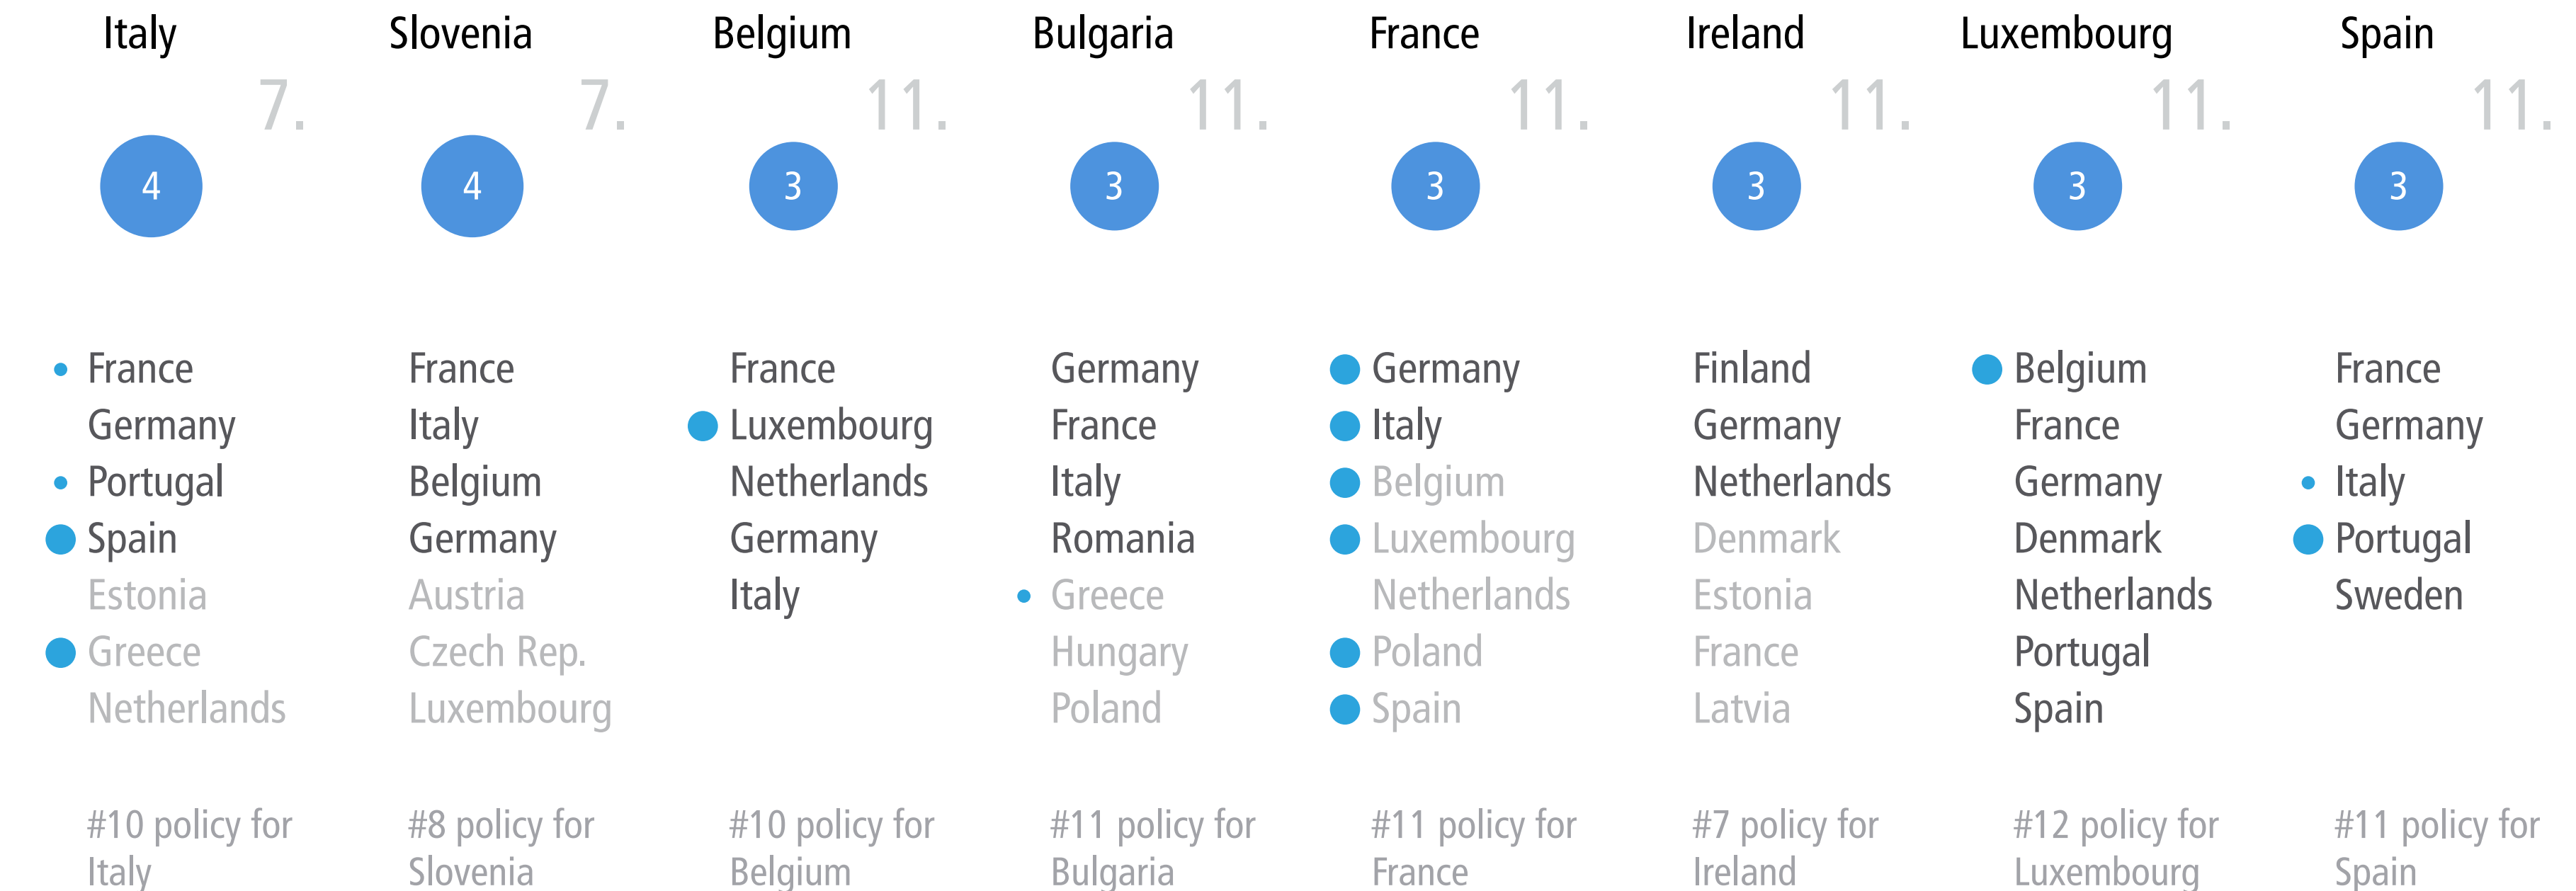 Italy
7.
4
France
Germany
Portugal
Spain
Estonia
Greece
Netherlands
#10 policy for
Italy
Slovenia
7.
4
France
Italy
Belgium
Germany
Austria
Czech Rep.
Luxembourg
#8 policy for
Slovenia
Belgium
11.
3
France
Luxembourg
Netherlands
Germany
Italy
#10 policy for
Belgium
Bulgaria
11.
3
Germany
France
Italy
Romania
Greece
Hungary
Poland
#11 policy for
Bulgaria
France
11.
3
Germany
Italy
Belgium
Luxembourg
Netherlands
Poland
Spain
#11 policy for
France
Ireland
11.
3
Finland
Germany
Netherlands
Denmark
Estonia
France
Latvia
#7 policy for
Ireland
Luxembourg
11.
3
Belgium
France
Germany
Denmark
Netherlands
Portugal
Spain
#12 policy for
Luxembourg
Spain
11.
3
France
Germany
Italy
Portugal
Sweden
#11 policy for
Spain